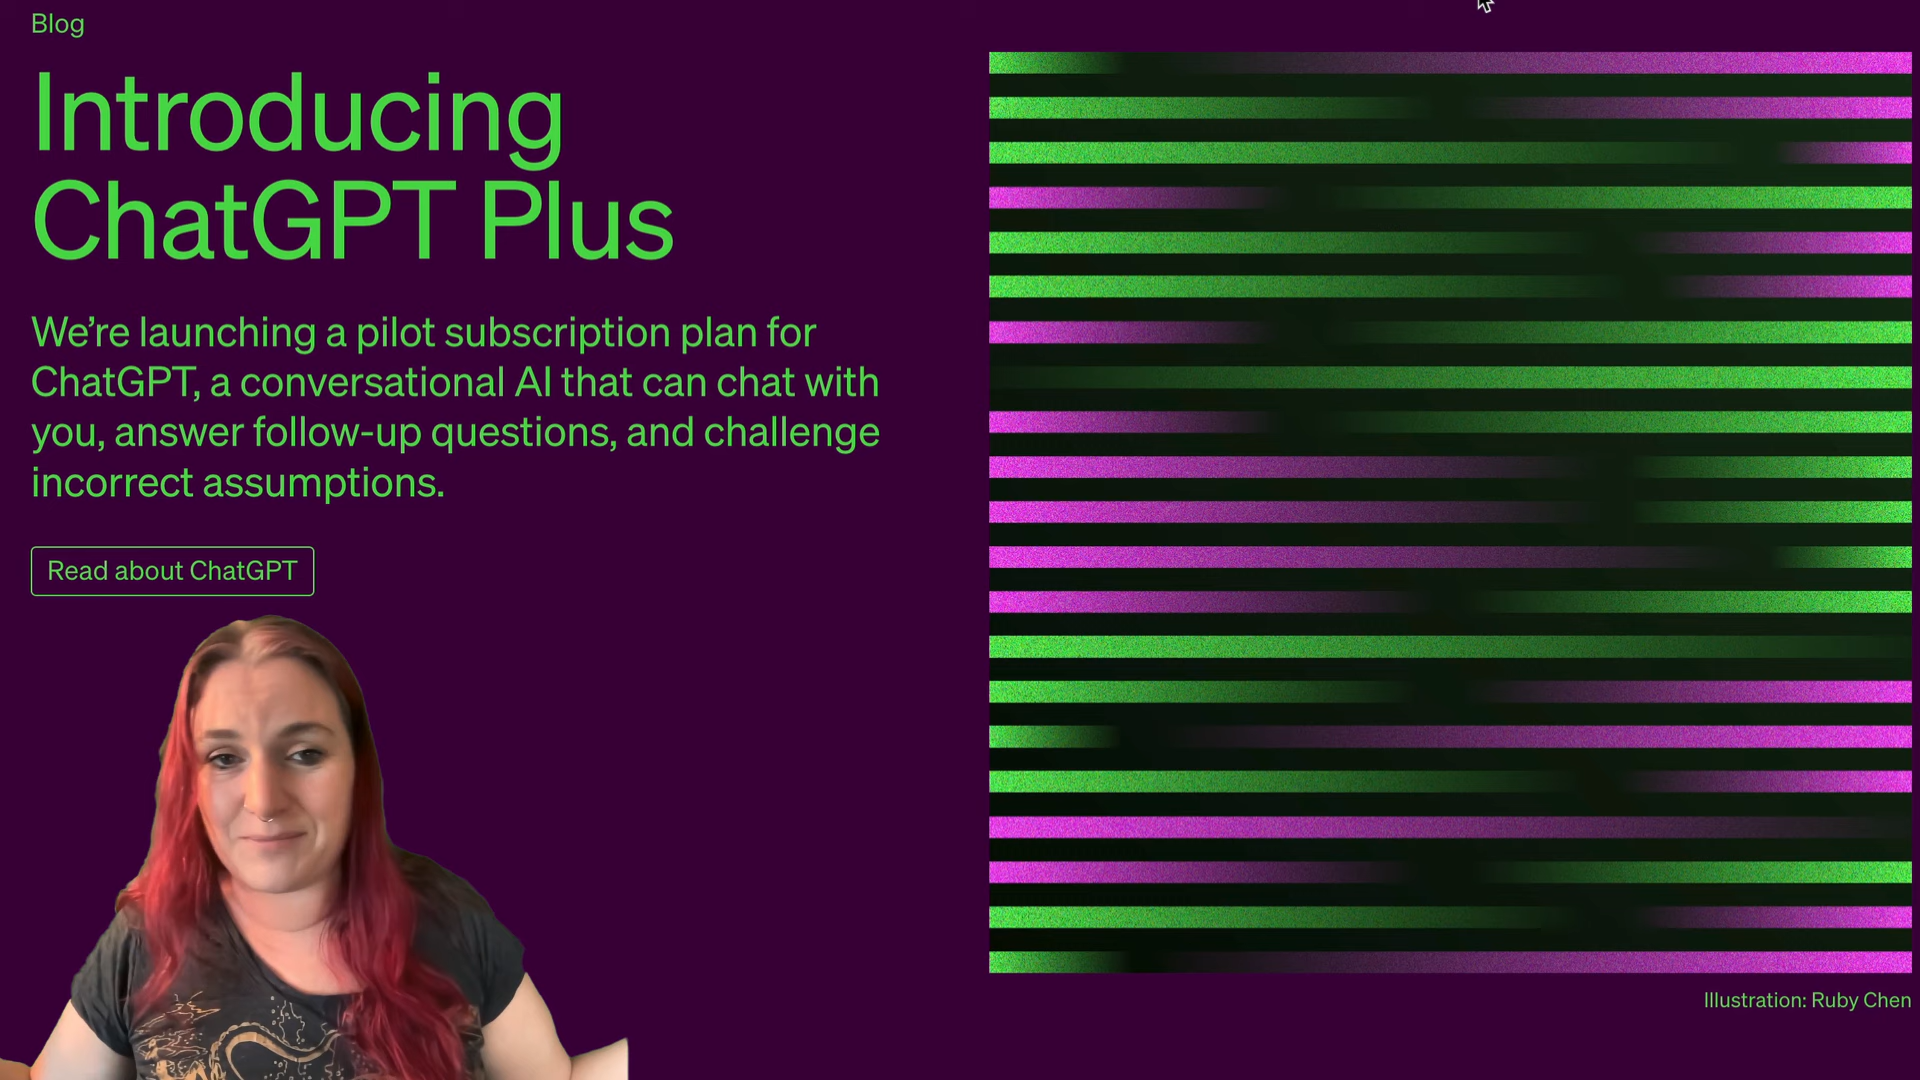 Blog
Introducing
ChatGPT Plus
We’re launching a pilot subscription plan for
ChatGPT, a conversational AI that can chat with
you, answer follow-up questions, and challenge
incorrect assumptions.
Read about ChatGPT
Illustration: Ruby Chen